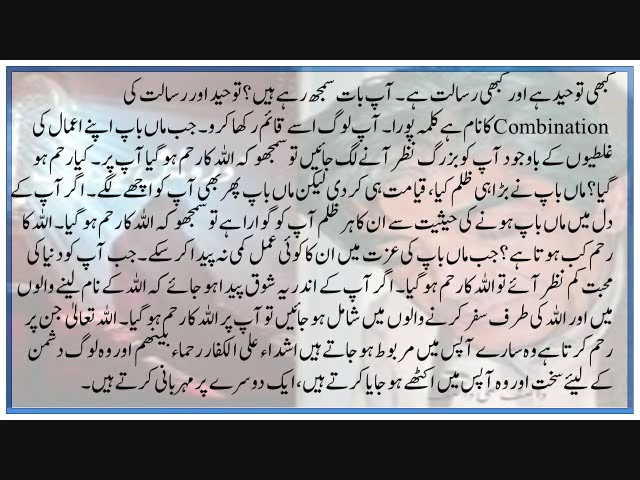 کبھی توحید ہے اور کبھی رسالت ہے۔ آپ بات سمجھ رہے ہیں؟ توحید اور رسالت کی
Combination کا نام ہے کلمہ پورا۔ آپ لوگ اسے قائم رکھا کرو۔ جب ماں باپ اپنے اعمال کی
غلطیوں کے باوجود آپ کو بزرگ نظر آنے لگ جائیں تو سمجھو کہ اللہ کا رحم ہو گیا آپ پر۔ کیا رحم ہو
گیا؟ ماں باپ نے بڑا ہی ظلم کیا، قیامت ہی کر دی لیکن ماں باپ پھر بھی آپ کو اچھے لگے۔ اگر آپ کے
دل میں ماں باپ ہونے کی حیثیت سے ان کا ہر ظلم آپ کو گوارا ہے تو سمجھو کہ اللہ کا رحم ہو گیا۔ اللہ کا
رحم کب ہوتا ہے؟ جب ماں باپ کی عزت میں ان کا کوئی عمل کمی نہ پیدا کر سکے۔ جب آپ کو دنیا کی
محبت کم نظر آئے تو اللہ کا رحم ہو گیا۔ اگر آپ کے اندر یہ شوق پیدا ہو جائے کہ اللہ کے نام لینے والوں
میں اور اللہ کی طرف سفر کرنے والوں میں شامل ہو جائیں تو آپ پر اللہ کا رحم ہو گیا۔ اللہ تعالیٰ جن پر
رحم کرتا ہے وہ سارے آپس میں مربوط ہو جاتے ہیں اشداء علی الکفار رحماء بینھم اور وہ لوگ دشمن
کے لیئے سخت اور وہ آپس میں اکٹھے ہو جایا کرتے ہیں، ایک دوسرے پر مہربانی کرتے ہیں۔